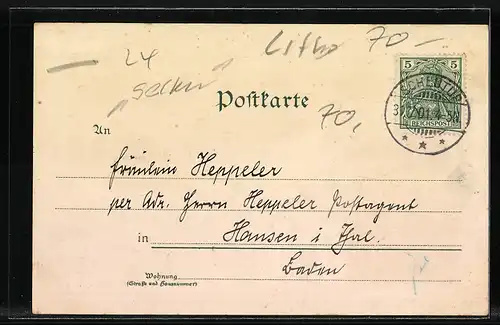 24
Litho 70,-
5 5
Postkarte
70,-
REICHSPOST
An
Fräulein Heppeler
per Adr. Herrn Heppeler Postagent
in Hausen i Thal.
Baden
Wohnung
(Straße und Hausnummer)